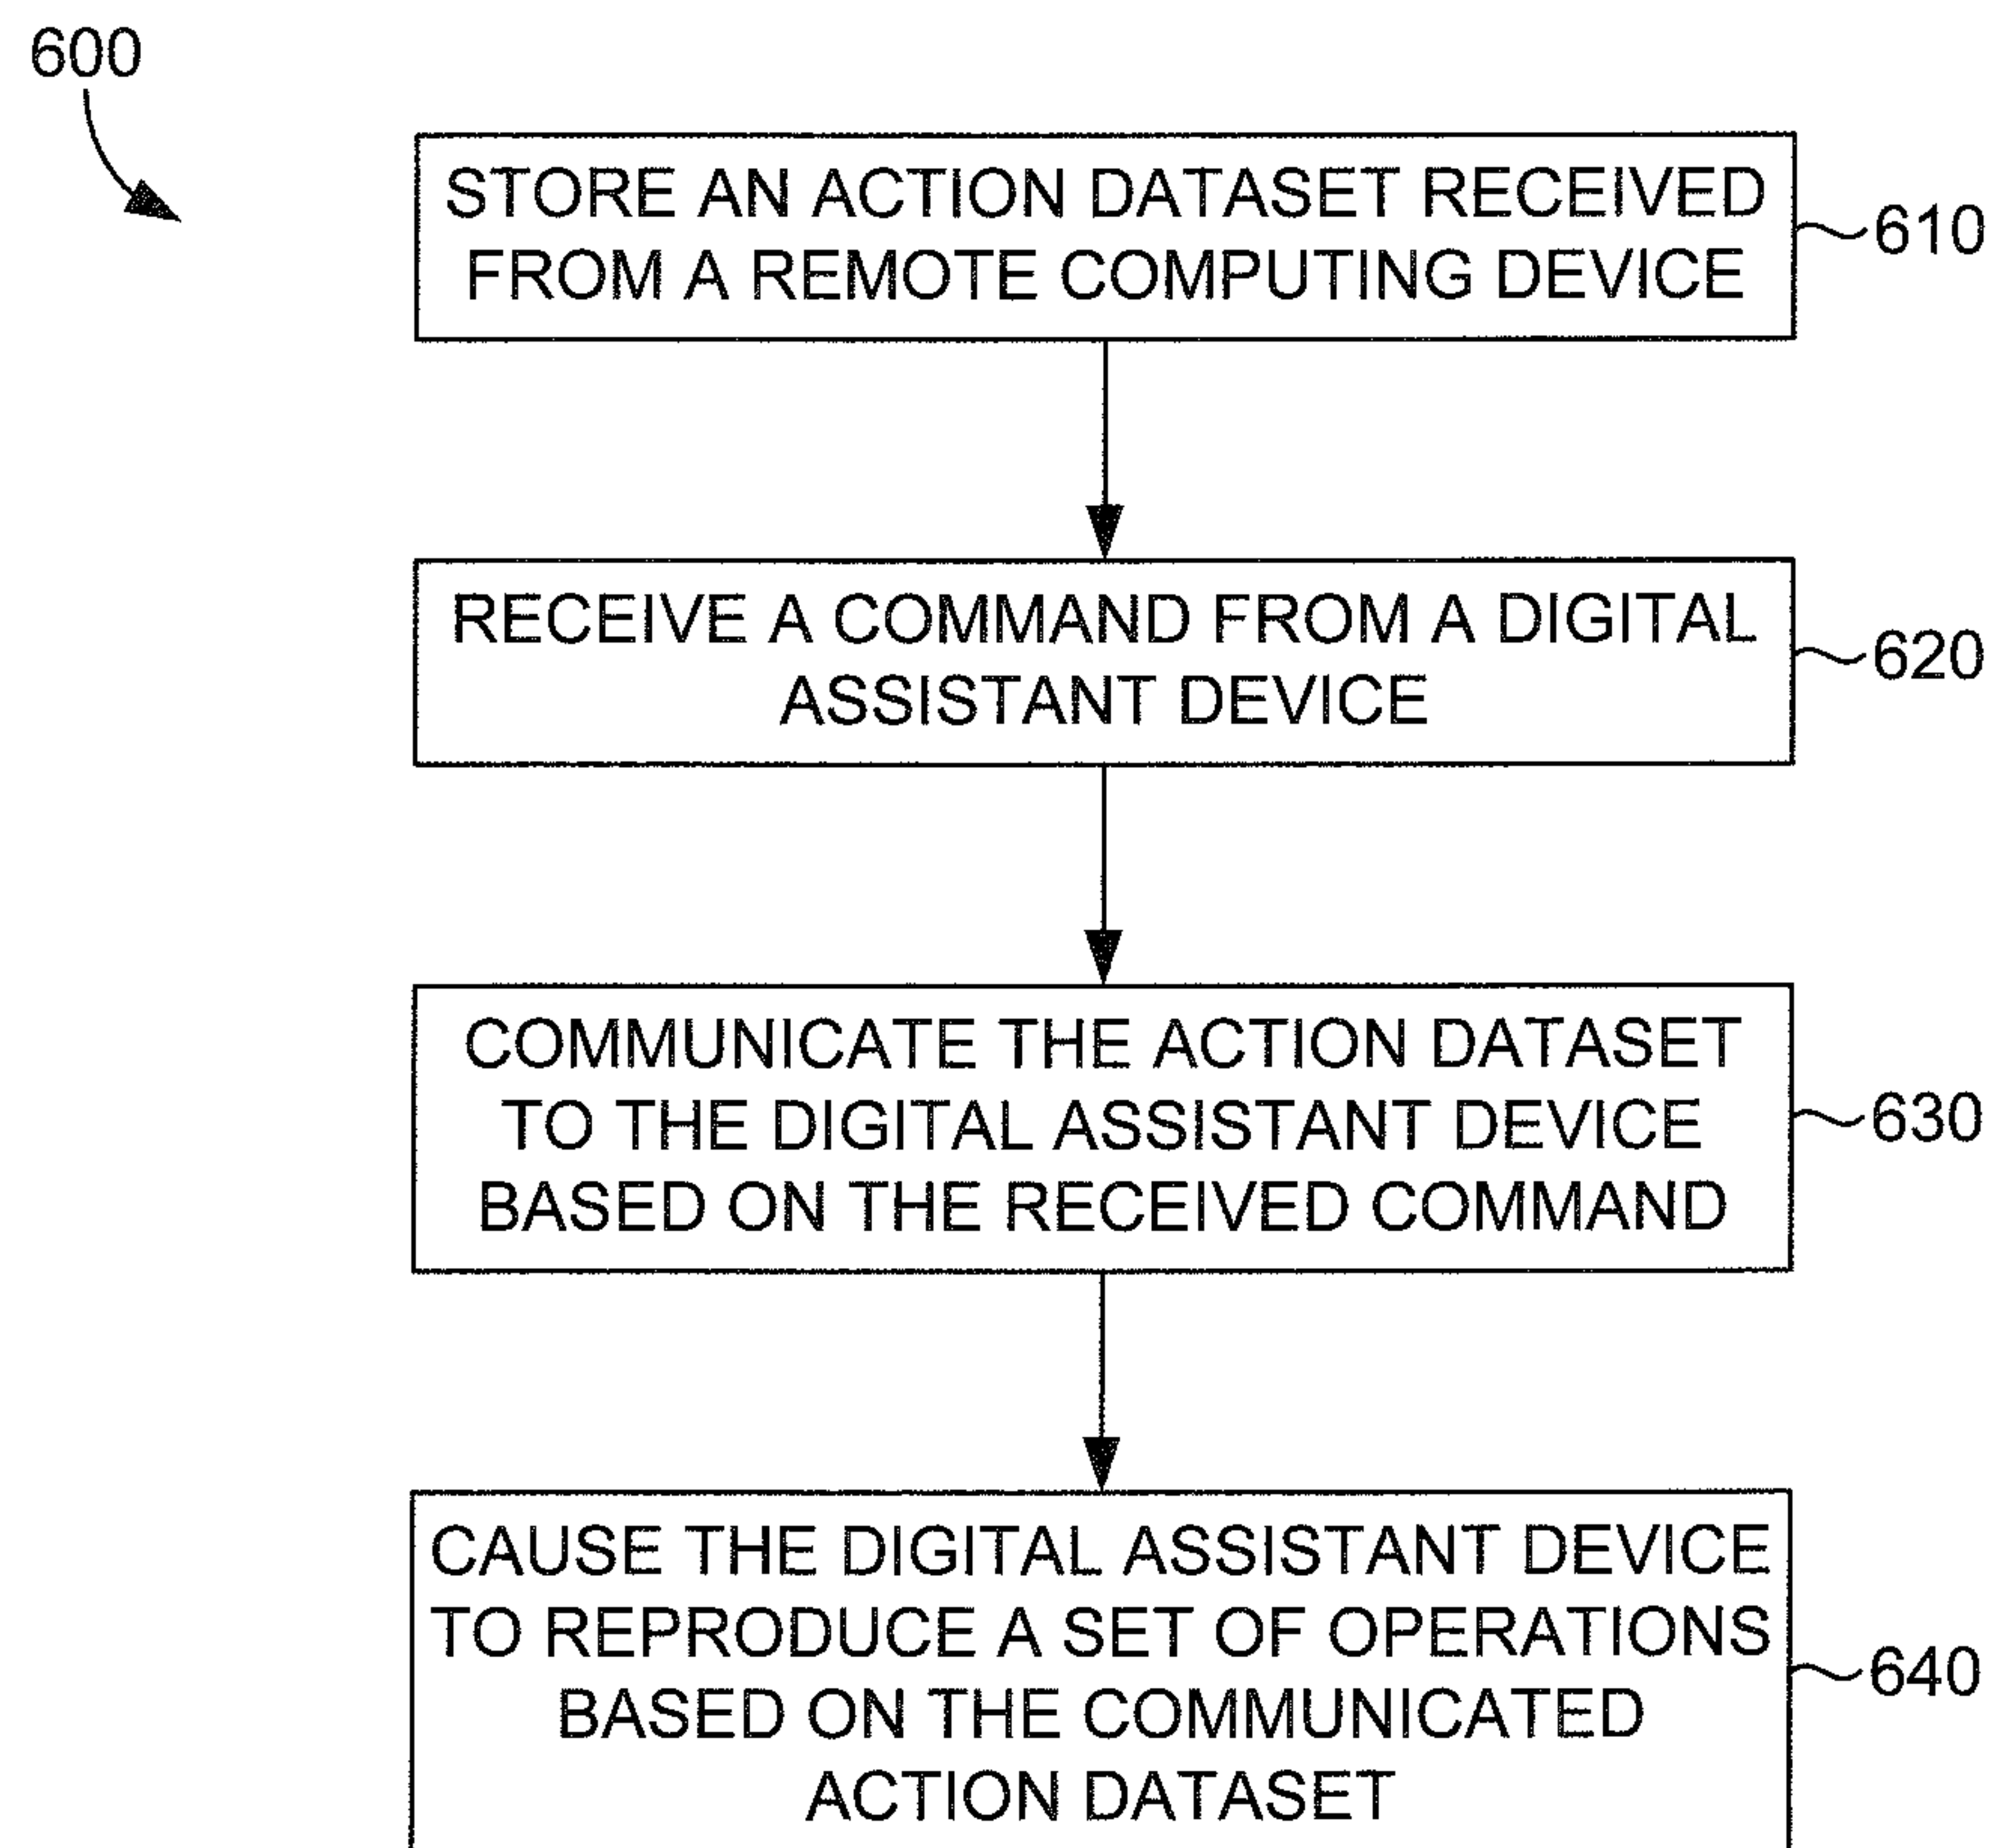 600
STORE AN ACTION DATASET RECEIVED
FROM A REMOTE COMPUTING DEVICE
610
RECEIVE A COMMAND FROM A DIGITAL
ASSISTANT DEVICE
620
COMMUNICATE THE ACTION DATASET
TO THE DIGITAL ASSISTANT DEVICE
BASED ON THE RECEIVED COMMAND
630
CAUSE THE DIGITAL ASSISTANT DEVICE
TO REPRODUCE A SET OF OPERATIONS
BASED ON THE COMMUNICATED
ACTION DATASET
640